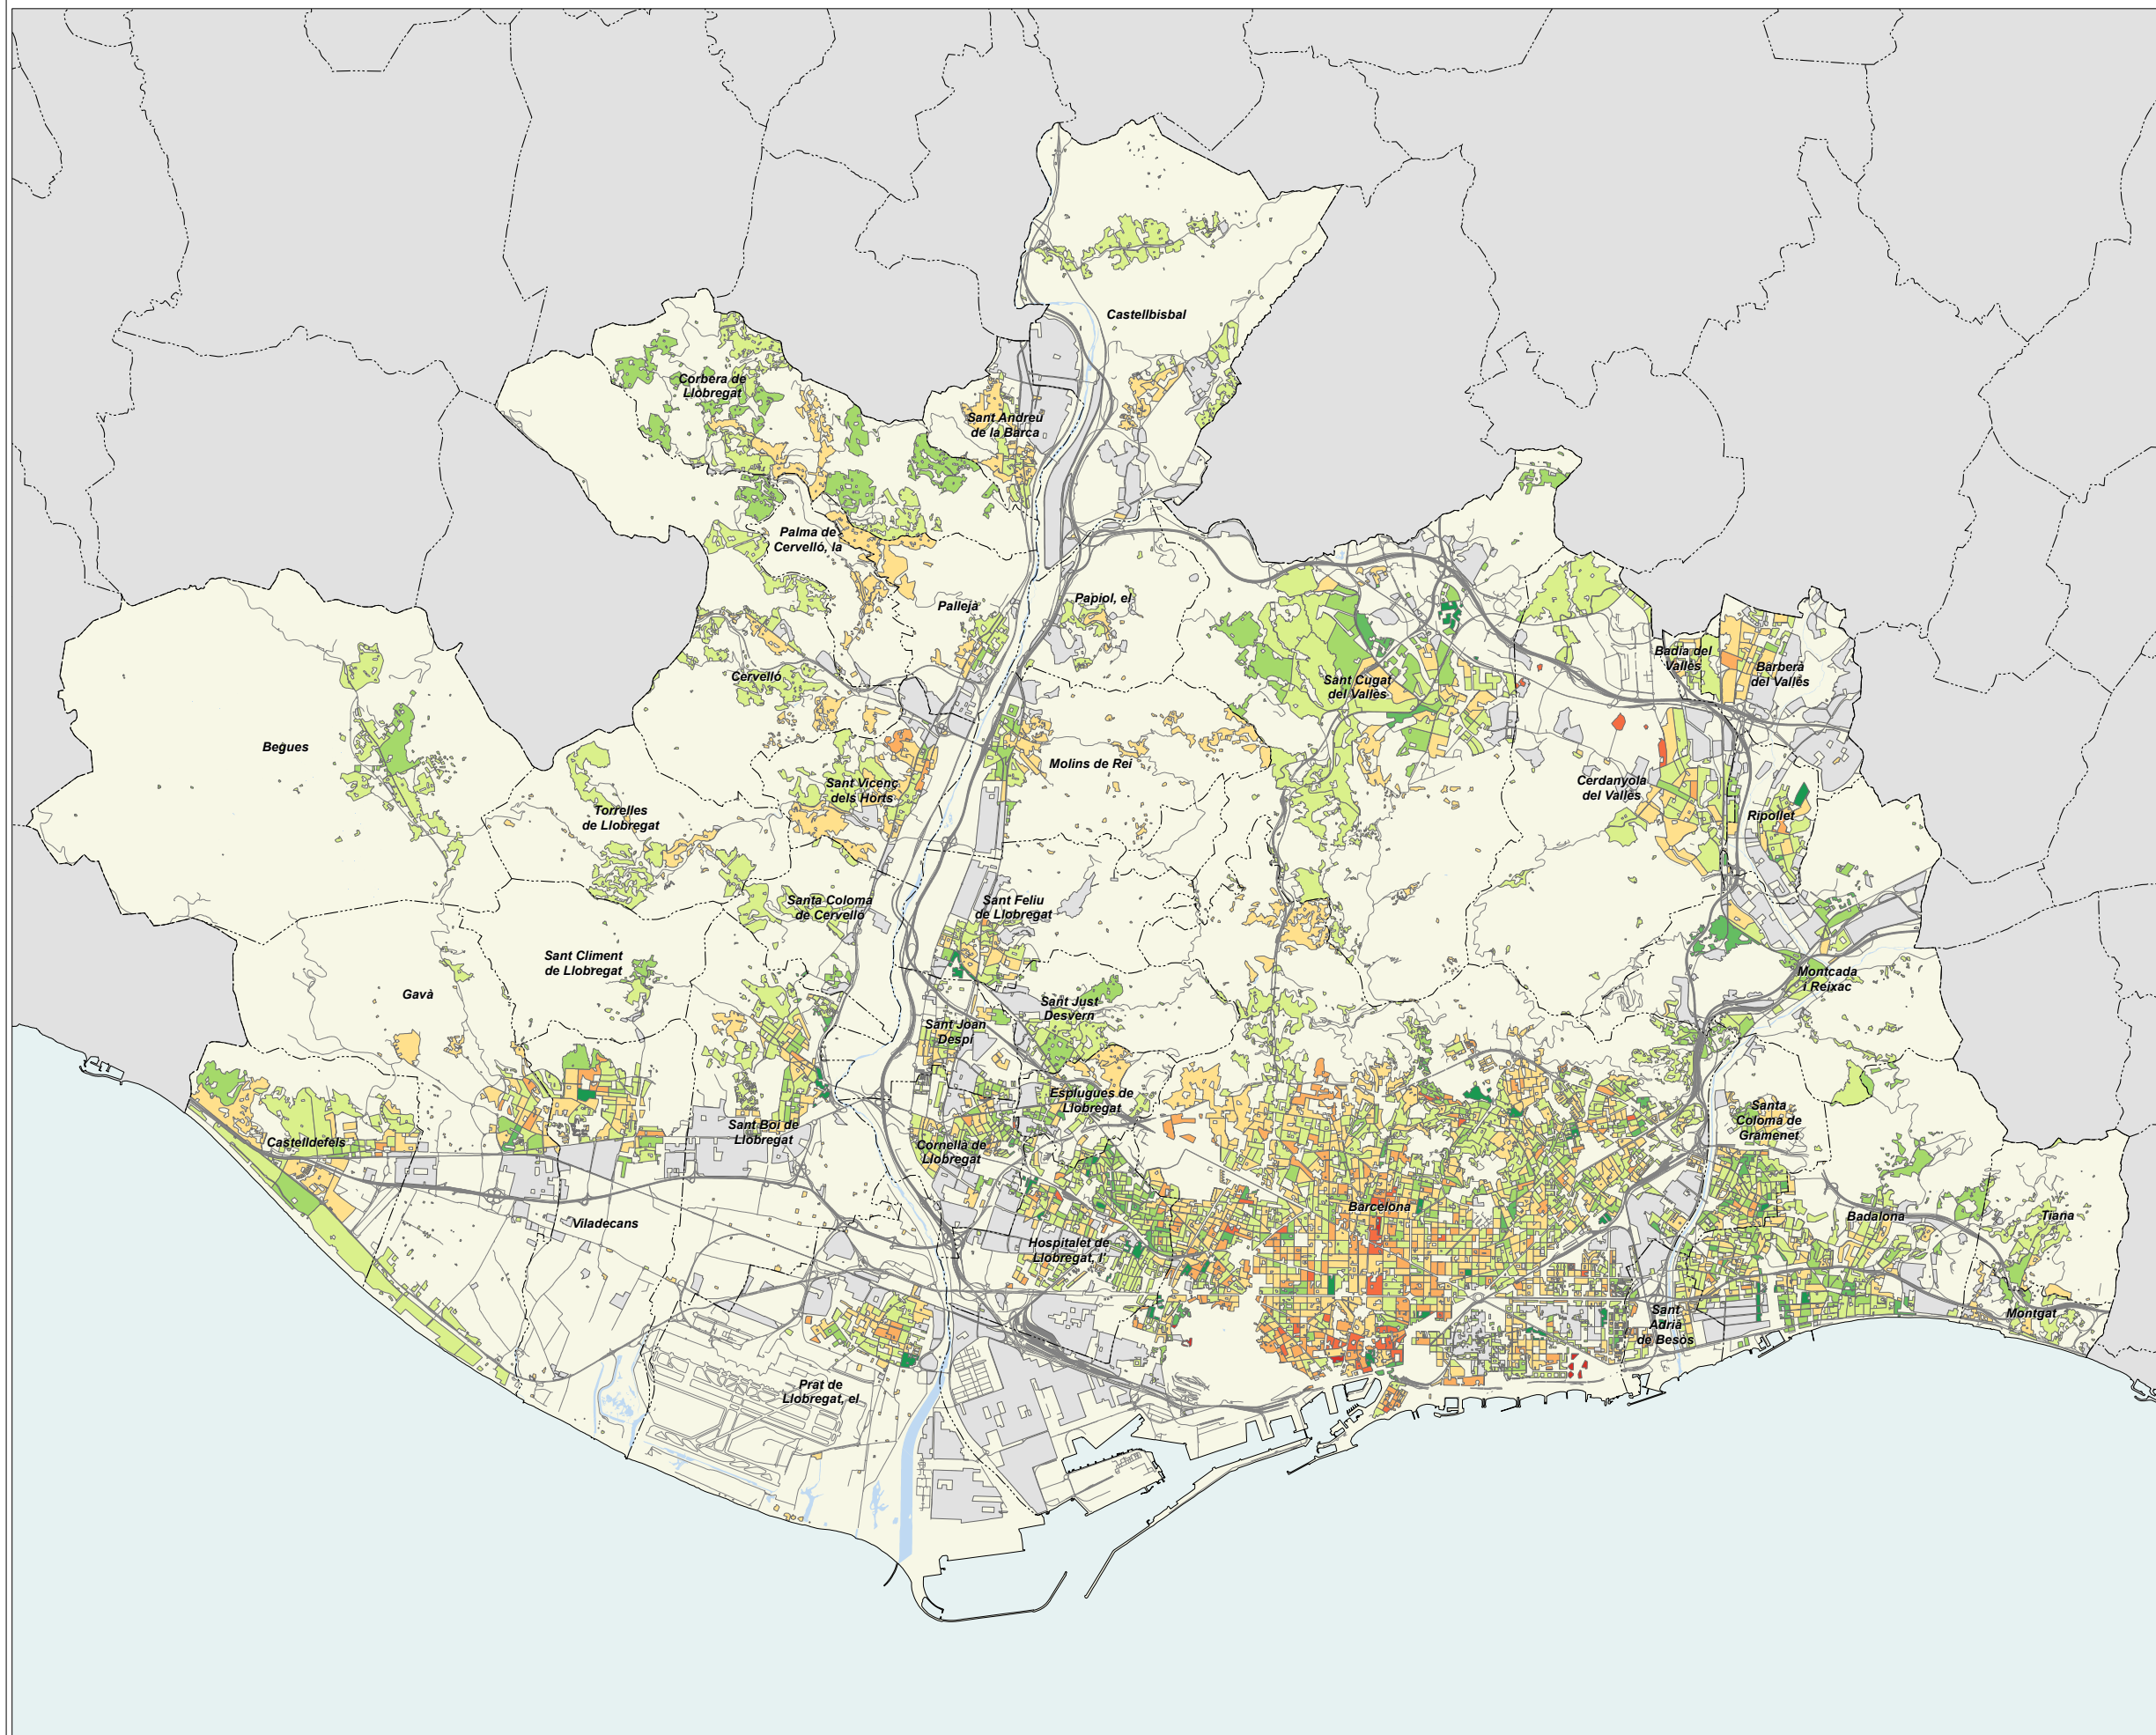 Castellbisbal
Corbera de
Llobregat
Sant Andreu
de la Barca
Palma de
Cervelló, la
Pallejà
Papiol, el
Badia del
Vallès
Barberà
del Vallès
Cervelló
Sant Cugat
del Vallès
Begues
Molins de Rei
Sant Vicenç
dels Horts
Cerdanyola
del Vallès
Torrelles
de Llobregat
Ripollet
Santa Coloma
de Cervelló
Sant Feliu
de Llobregat
Sant Climent
de Llobregat
Gavà
Montcada
i Reixac
Sant Just
Desvern
Sant Joan
Despí
Esplugues de
Llobregat
Santa
Coloma de
Gramenet
Castelldefels
Sant Boi de
Llobregat
Cornellà de
Llobregat
Barcelona
Viladecans
Badalona
Tiana
Hospitalet de
Llobregat, l'
Sant
Adrià
de Besòs
Montgat
Prat de
Llobregat, el